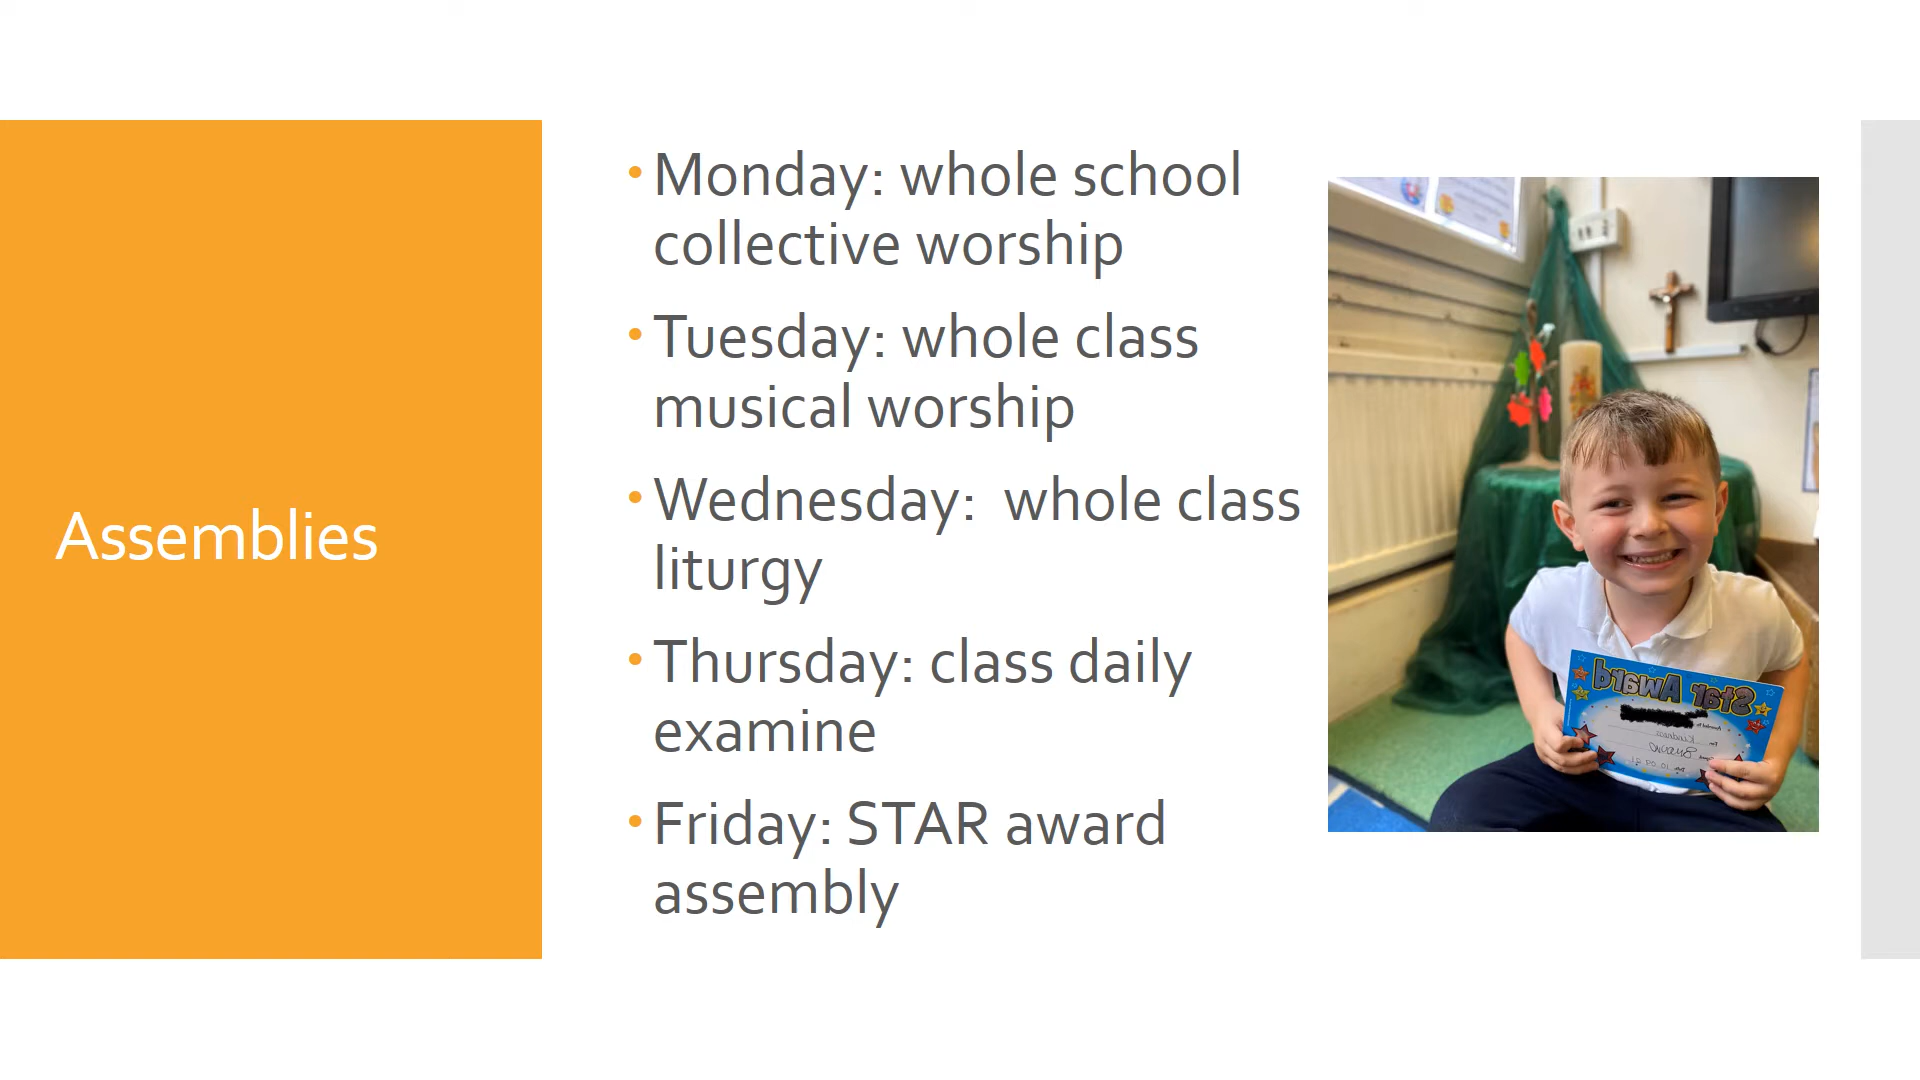 Assemblies
Monday: whole school
collective worship
Tuesday: whole class
musical worship
Wednesday:  whole class
liturgy
Thursday: class daily
examine
Friday: STAR award
assembly
Star Award
Kindness